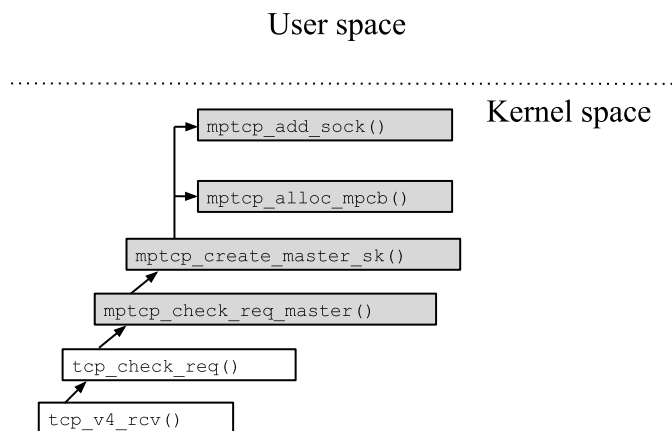 User space
Kernel space
mptcp_add_sock()
mptcp_alloc_mpcb()
mptcp_create_master_sk()
mptcp_check_req_master()
tcp_check_req()
tcp_v4_rcv()